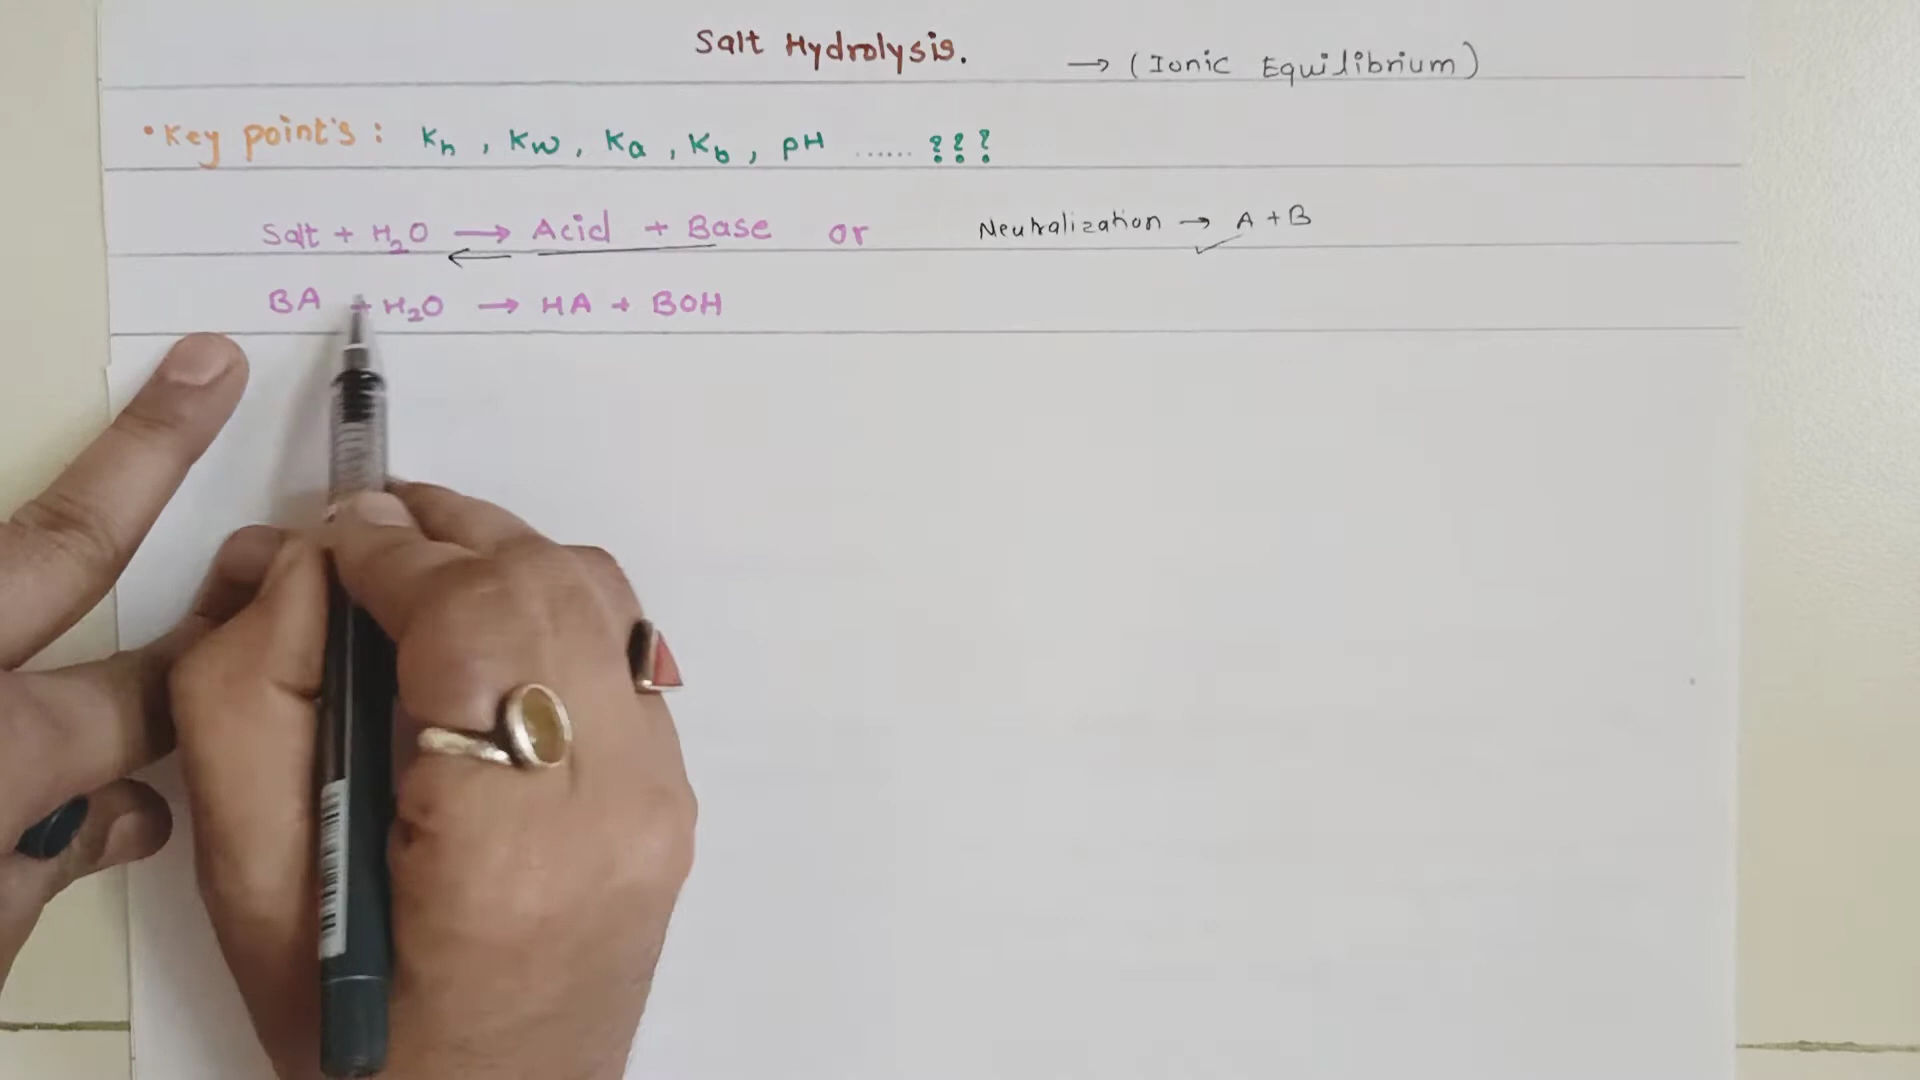 Salt Hydrolysis. → (Ionic Equilibrium)
• Key point's : Kh , Kw , Ka , Kb , pH ...... ???
Salt + H₂O ⟶ Acid + Base or Neutralization → A + B
BA + H₂O → HA + BOH